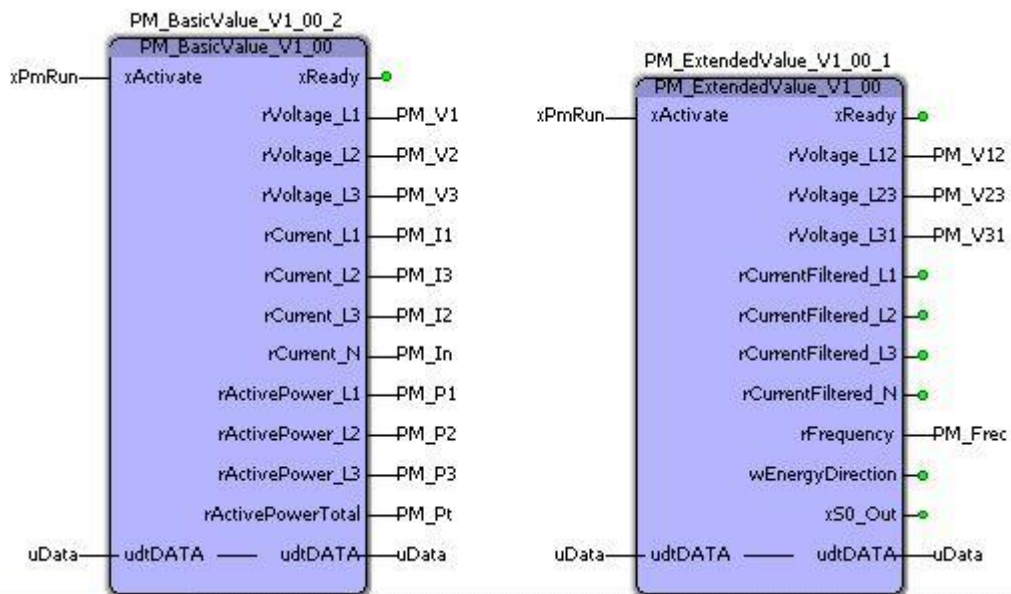 PM_BasicValue_V1_00_2
PM_BasicValue_V1_00
xPmRun xActivate xReady
rVoltage_L1 PM_V1
rVoltage_L2 PM_V2
rVoltage_L3 PM_V3
rCurrent_L1 PM_I1
rCurrent_L2 PM_I3
rCurrent_L3 PM_I2
rCurrent_N PM_In
rActivePower_L1 PM_P1
rActivePower_L2 PM_P2
rActivePower_L3 PM_P3
rActivePowerTotal PM_Pt
uData udtDATA udtDATA uData
PM_ExtendedValue_V1_00_1
PM_ExtendedValue_V1_00
xPmRun xActivate xReady
rVoltage_L12 PM_V12
rVoltage_L23 PM_V23
rVoltage_L31 PM_V31
rCurrentFiltered_L1
rCurrentFiltered_L2
rCurrentFiltered_L3
rCurrentFiltered_N
rFrequency PM_Frec
wEnergyDirection
xS0_Out
uData udtDATA udtDATA uData